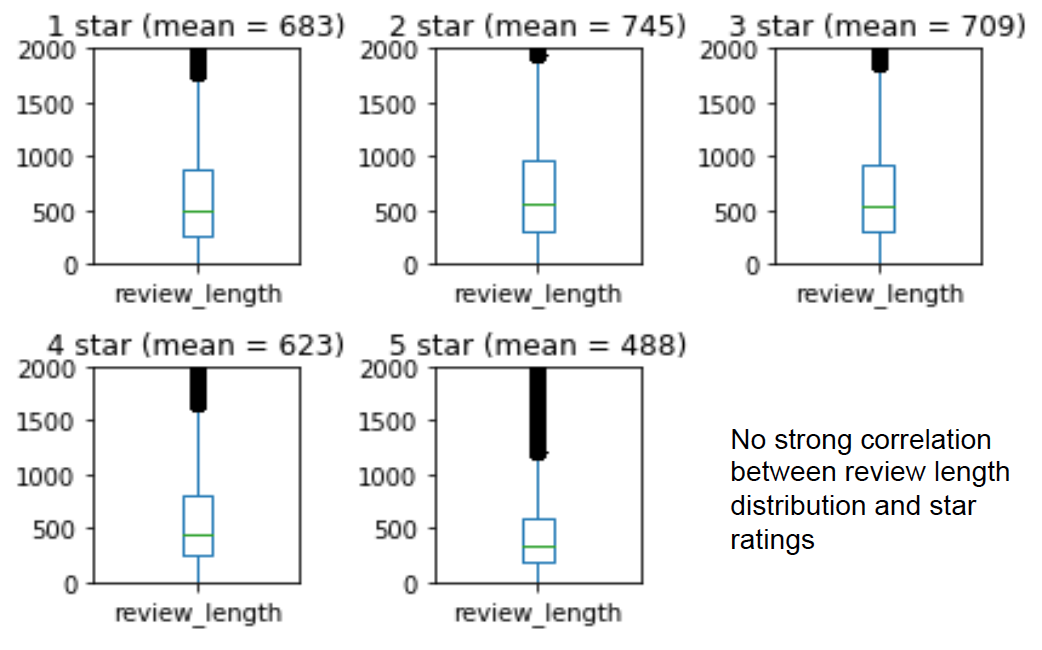 1 star (mean = 683)
2 star (mean = 745)
3 star (mean = 709)
2000
1500
1000
500
0
review_length
2000
1500
1000
500
0
review_length
2000
1500
1000
500
0
review_length
4 star (mean = 623)
5 star (mean = 488)
2000
1500
1000
500
0
review_length
2000
1500
1000
500
0
review_length
No strong correlation
between review length
distribution and star
ratings